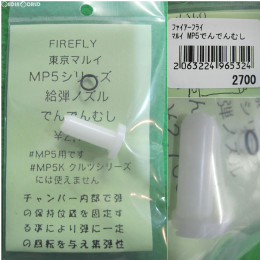 FIREFLY
東京マルイ
MP5シリーズ
給弾ノズル
でんでんむし
#MP5用です
#MP5K クルツシリーズ
には使えません
チャンバー内部で弾
の保持位置を固定す
る事により弾に一定
の回転を与え集弾性
ﾌｧｲｱｰﾌﾗｲ
ﾏﾙｲ MP5でんでんむし
2063224196532​4
2700